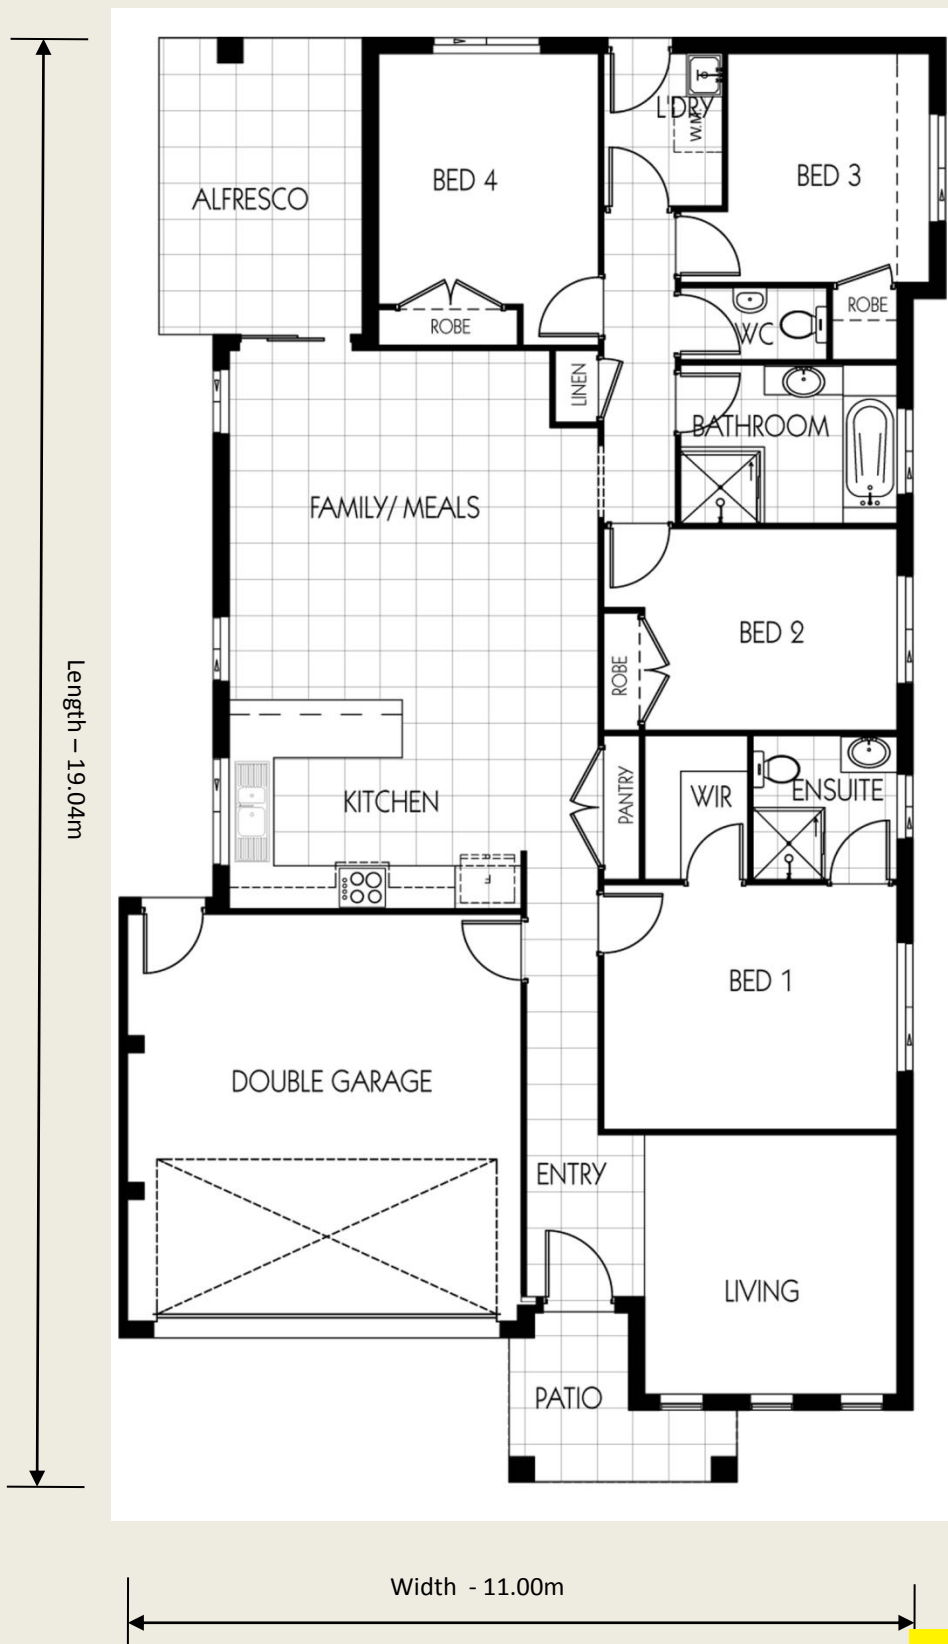 L'DRY
W.M.
BED 4
BED 3
ALFRESCO
ROBE
ROBE
WC
LINEN
BATHROOM
FAMILY/ MEALS
BED 2
ROBE
Length – 19.04m
PANTRY
WIR
ENSUITE
KITCHEN
F
BED 1
DOUBLE GARAGE
ENTRY
LIVING
PATIO
Width - 11.00m